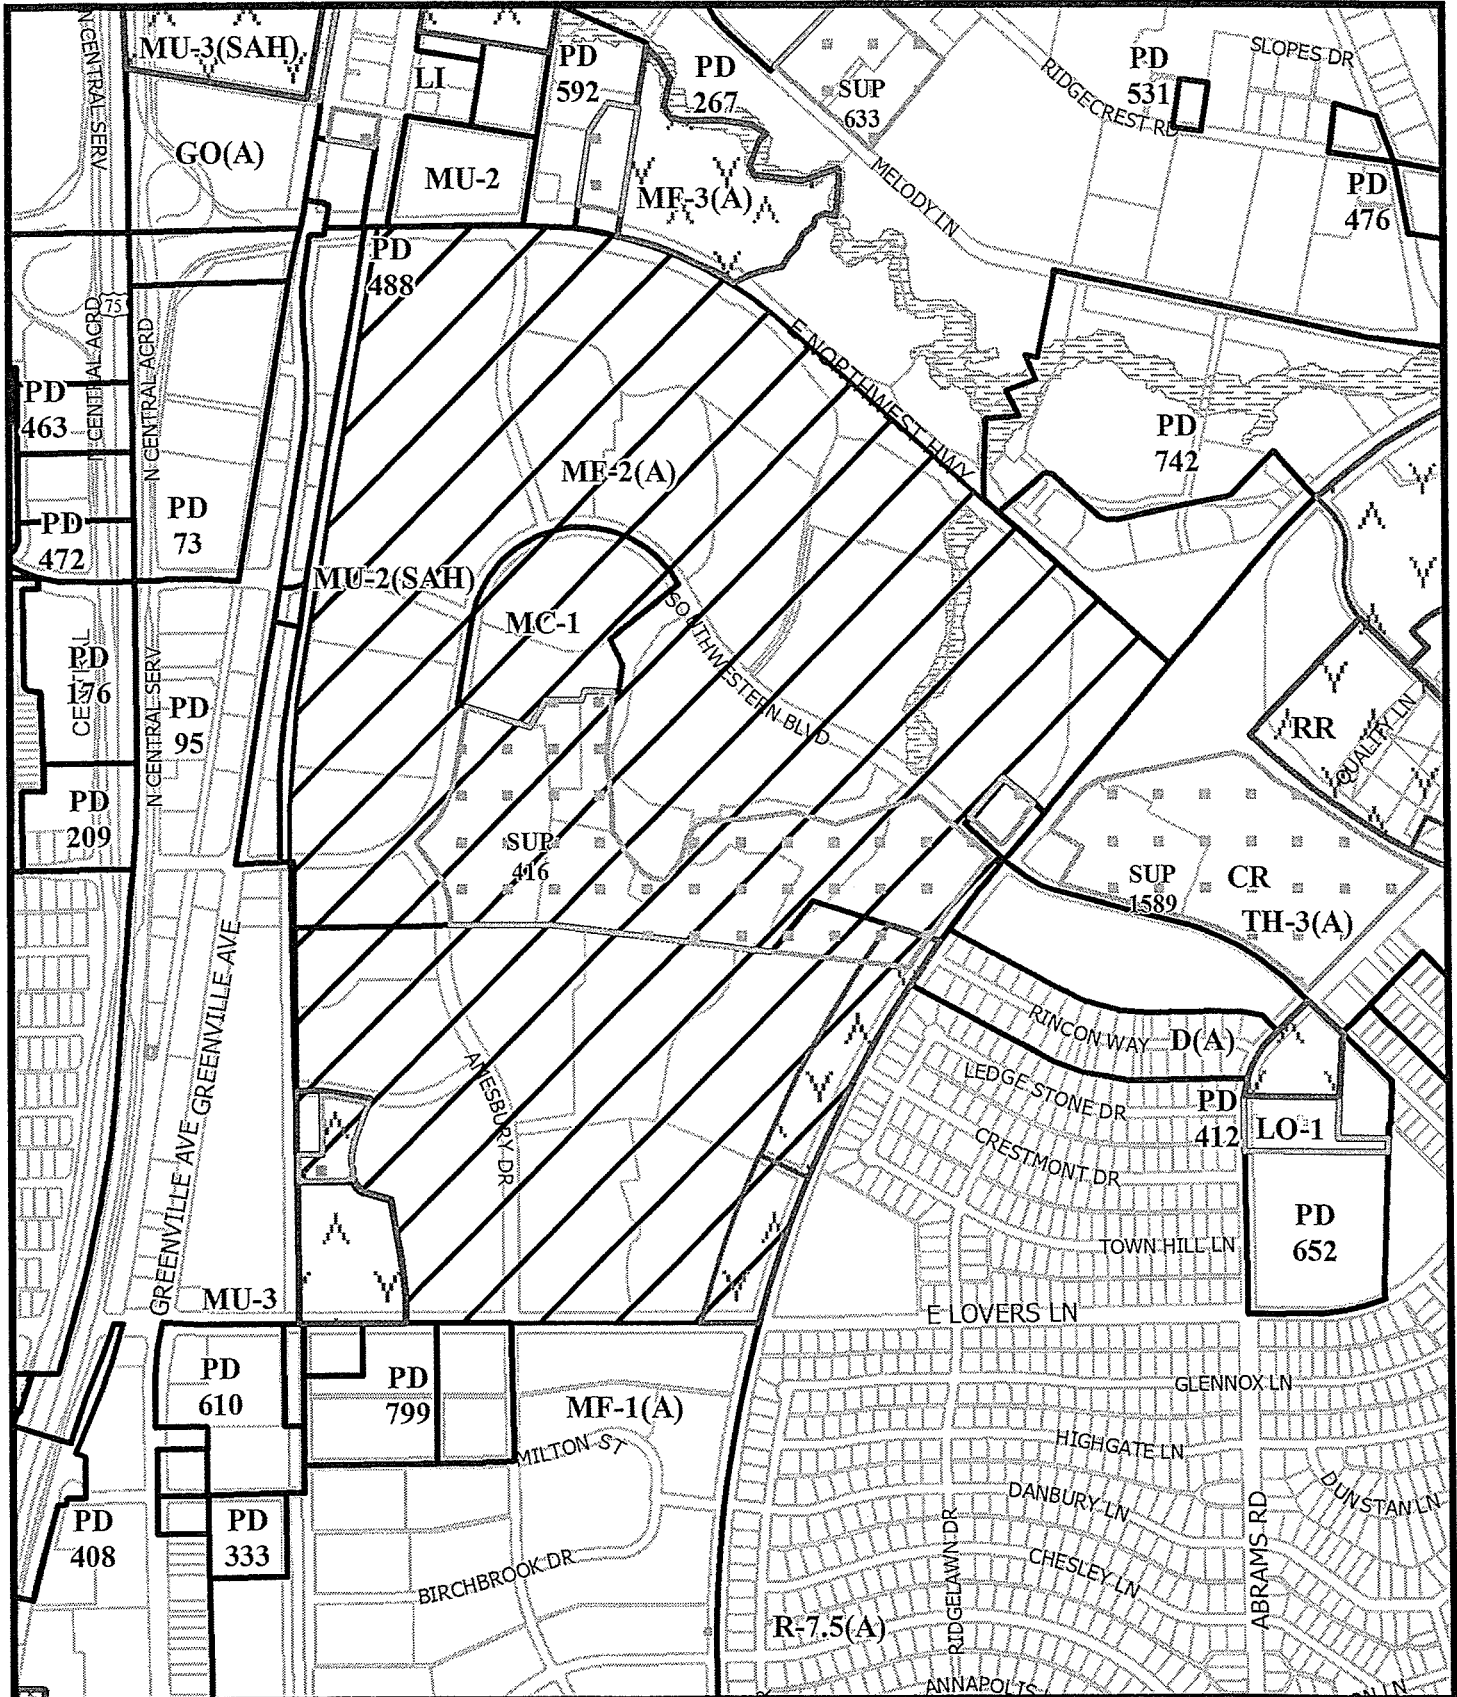 N CENTRAL SERV
MU-3(SAH)
LI
PD
592
PD
267
SUP
633
PD
531
SLOPES DR
RIDGECREST RD
GO(A)
MU-2
MF-3(A)
MELODY LN
PD
476
PD
488
75
N CENTRAL ACRD
N CENTRAL ACRD
E NORTHWEST HWY
PD
463
PD
742
MF-2(A)
PD
472
PD
73
MU-2(SAH)
MC-1
SOUTHWESTERN BLVD
PD
176
CENTRAL
N CENTRAL SERV
PD
95
RR
QUALITY LN
PD
209
SUP
416
SUP
1589
CR
TH-3(A)
GREENVILLE AVE
GREENVILLE AVE
RINCON WAY
D(A)
AMESBURY DR
LEDGE STONE DR
PD
412
LO-1
CRESTMONT DR
PD
652
TOWN HILL LN
MU-3
E LOVERS LN
PD
610
PD
799
GLENNOX LN
MF-1(A)
MILTON ST
HIGHGATE LN
DUNSTAN LN
DANBURY LN
PD
408
PD
333
ABRAMS RD
RIDGELAWN DR
BIRCHBROOK DR
CHESLEY LN
R-7.5(A)
ANNAPOLIS
LN